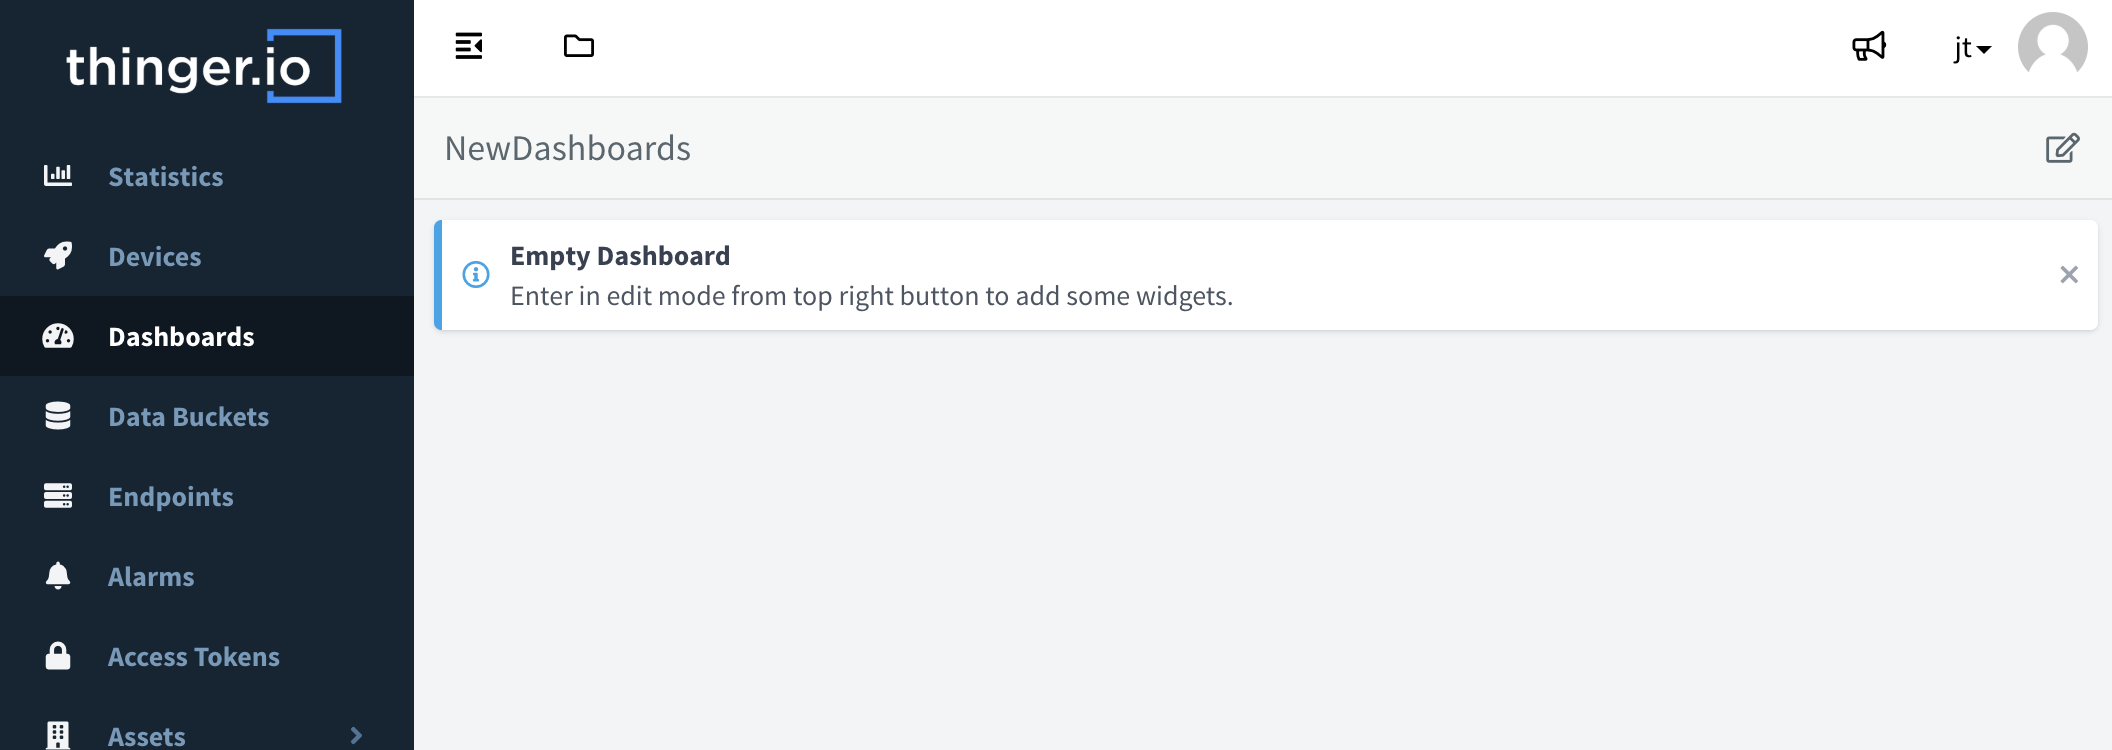 thinger.io
Statistics
Devices
Dashboards
Data Buckets
Endpoints
Alarms
Access Tokens
Assets
jt
NewDashboards
Empty Dashboard
Enter in edit mode from top right button to add some widgets.